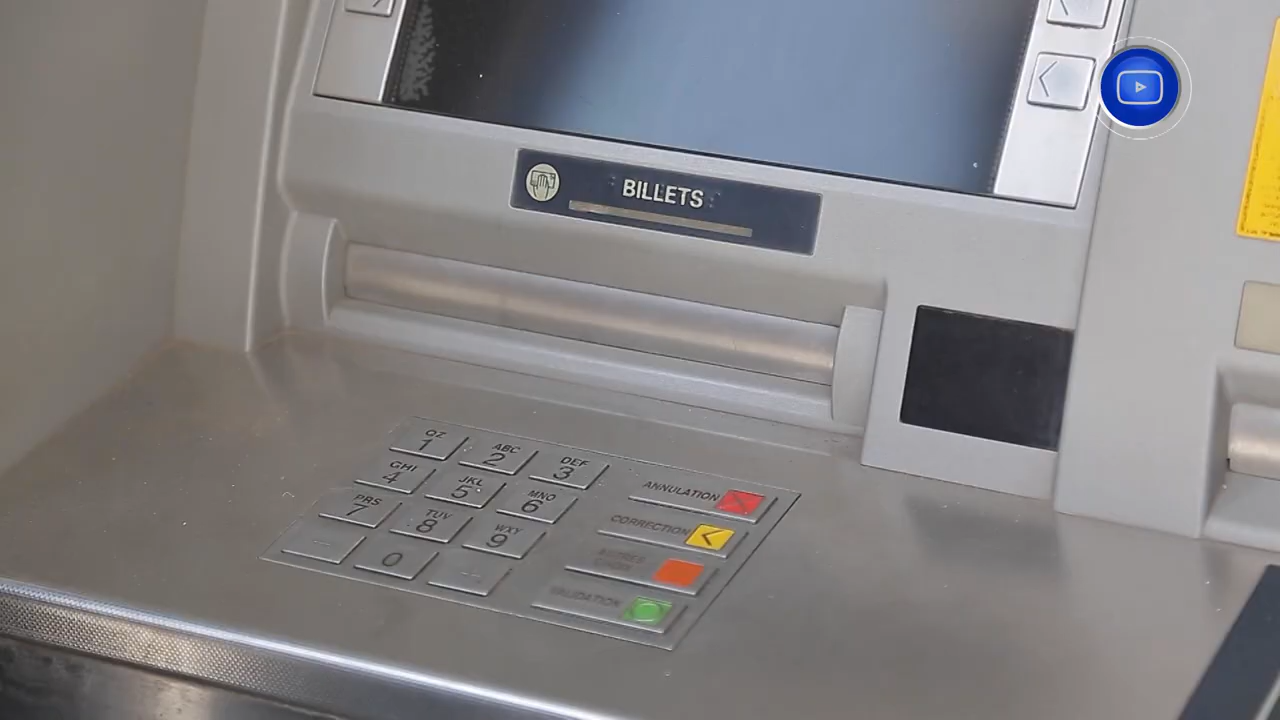 BILLETS
QZ
1
ABC
2
DEF
3
GHI
4
JKL
5
MNO
6
PRS
7
TUV
8
WXY
9
0
ANNULATION
CORRECTION
VALIDATION